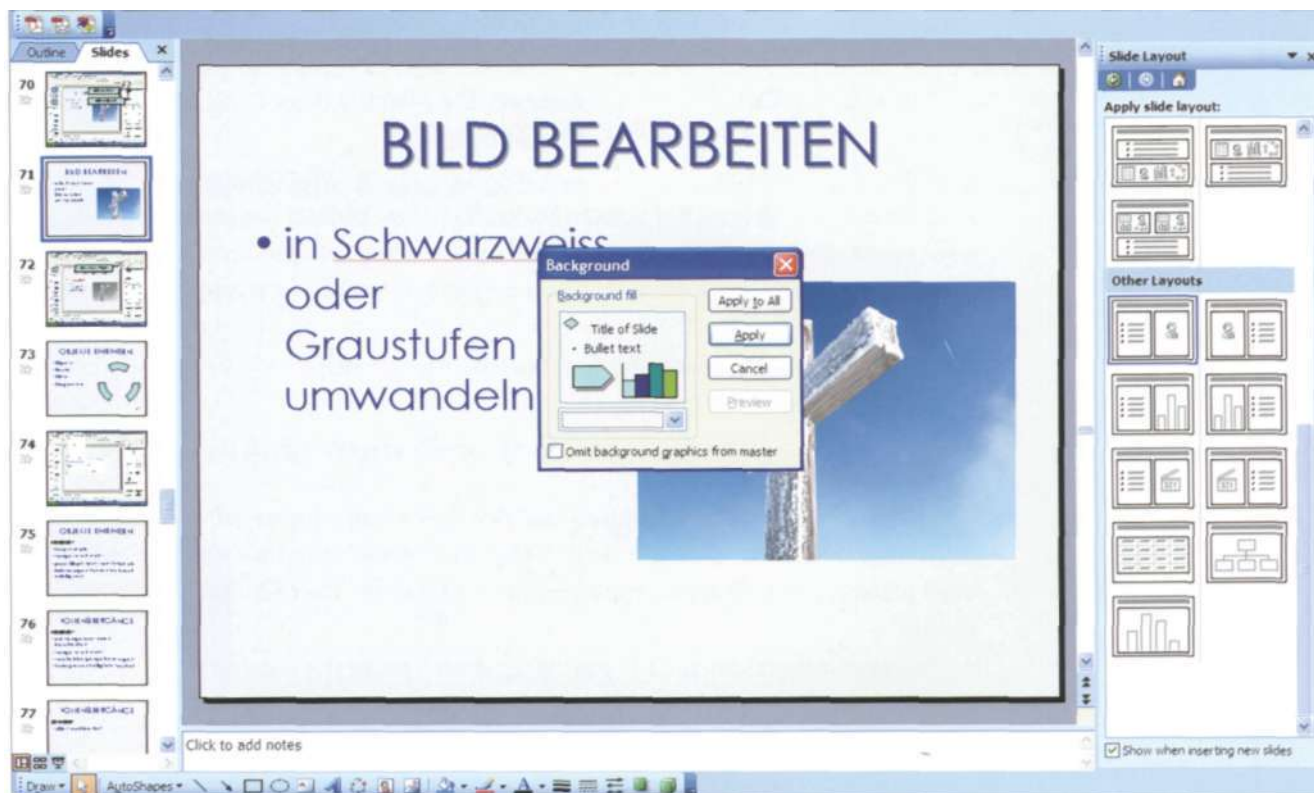 Outline
Slides
70
71
BILD BEARBEITEN
72
73
74
75
76
77
BILD BEARBEITEN
• in Schwarzweiss
oder
Graustufen
umwandeln
Background
Background fill
Title of Slide
• Bullet text
Apply to All
Apply
Cancel
Preview
Omit background graphics from master
Click to add notes
Slide Layout
Apply slide layout:
Other Layouts
Show when inserting new slides
Draw
AutoShapes